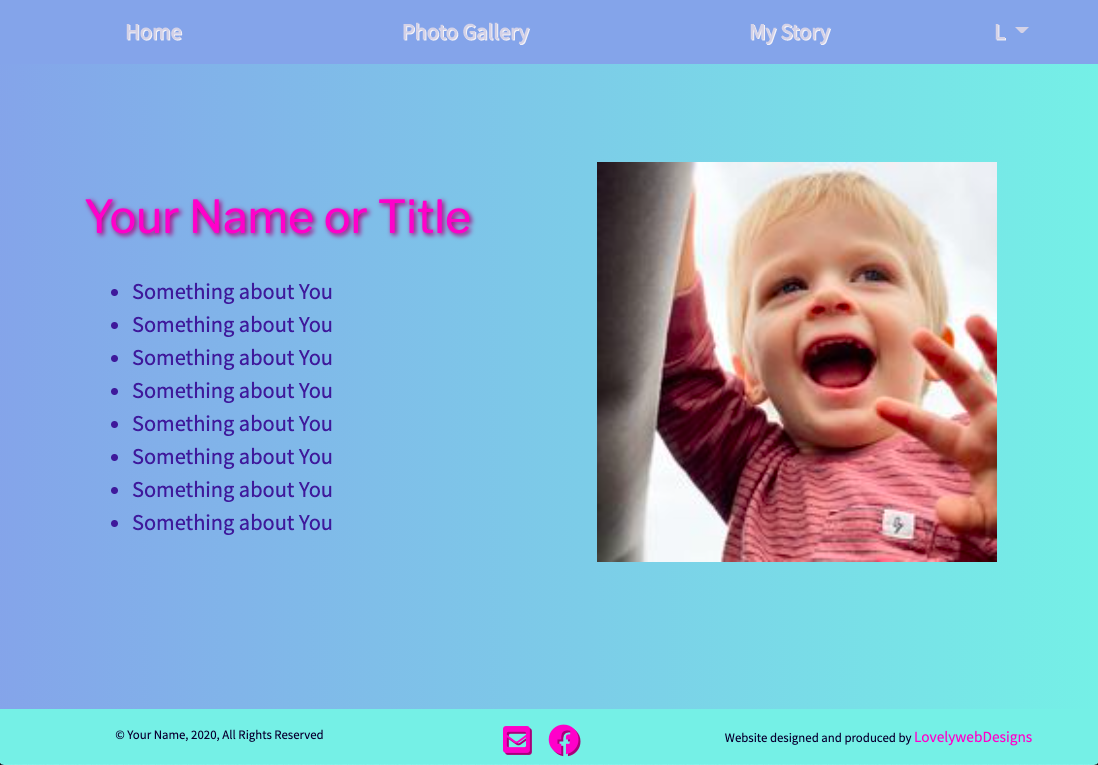 Home
Photo Gallery
My Story
L
Your Name or Title
Something about You
Something about You
Something about You
Something about You
Something about You
Something about You
Something about You
Something about You
© Your Name, 2020, All Rights Reserved
Website designed and produced by LovelywebDesigns